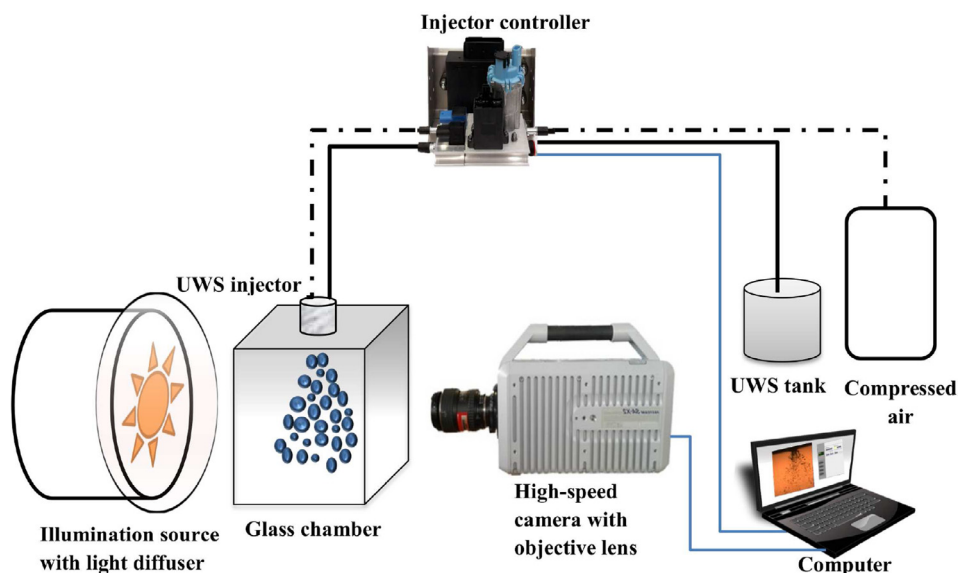 Injector controller
UWS injector
UWS tank
Compressed
air
Glass chamber
High-speed
camera with
objective lens
Illumination source
with light diffuser
Computer